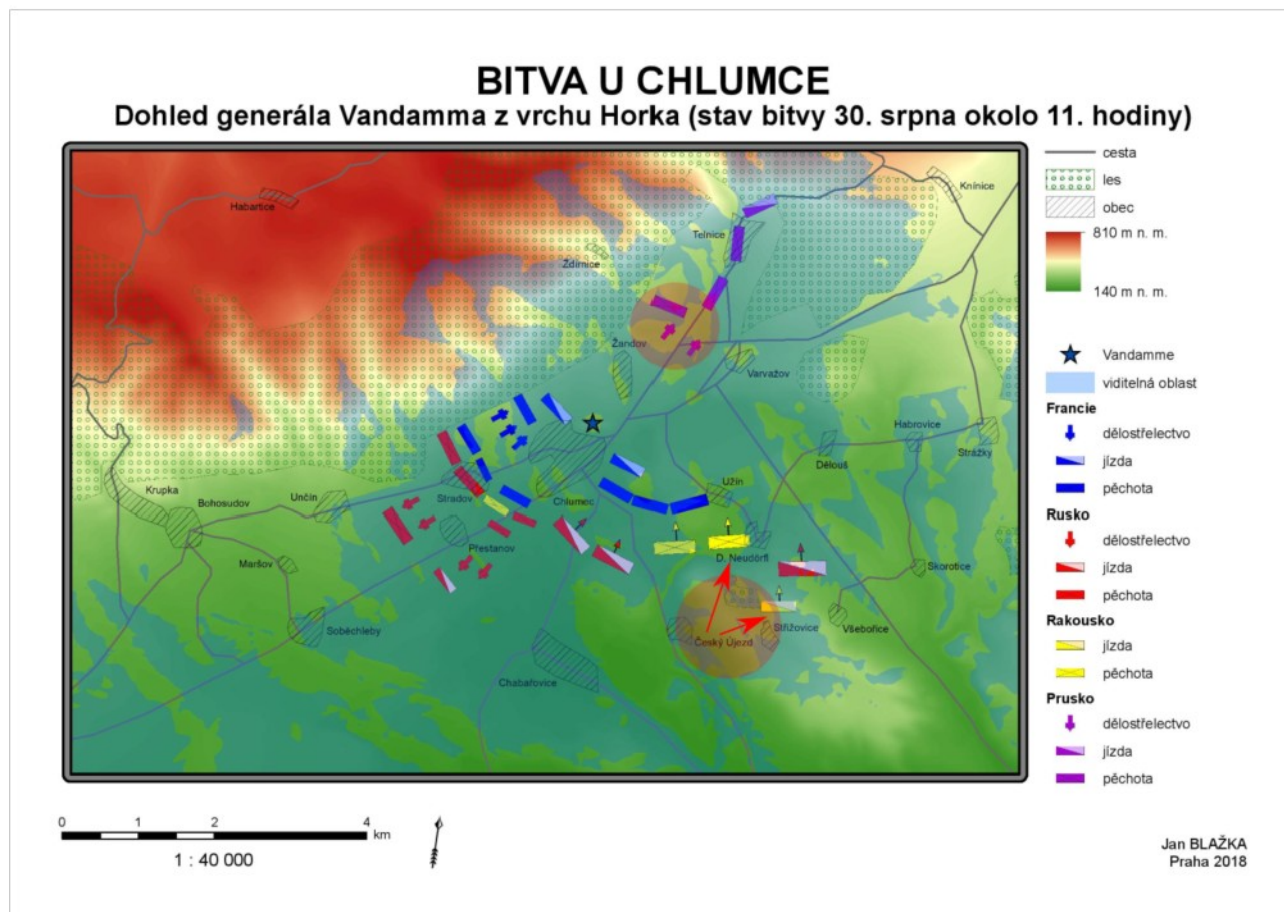 BITVA U CHLUMCE
Dohled generála Vandamma z vrchu Horka (stav bitvy 30. srpna okolo 11. hodiny)
Habartice
Knínice
Telnice
Ždírnice
Žandov
Varvažov
Habrovice
Strážky
Dělouš
Krupka
Bohosudov
Unčín
Stradov
Chlumec
Užín
Přestanov
Maršov
D. Neudörfl
Skorotice
Soběchleby
Český Újezd
Střížovice
Všebořice
Chabařovice
cesta
les
obec
810 m n. m.
140 m n. m.
Vandamme
viditelná oblast
Francie
dělostřelectvo
jízda
pěchota
Rusko
dělostřelectvo
jízda
pěchota
Rakousko
jízda
pěchota
Prusko
dělostřelectvo
jízda
pěchota
0 1 2 4
km
1 : 40 000
Jan BLAŽKA
Praha 2018